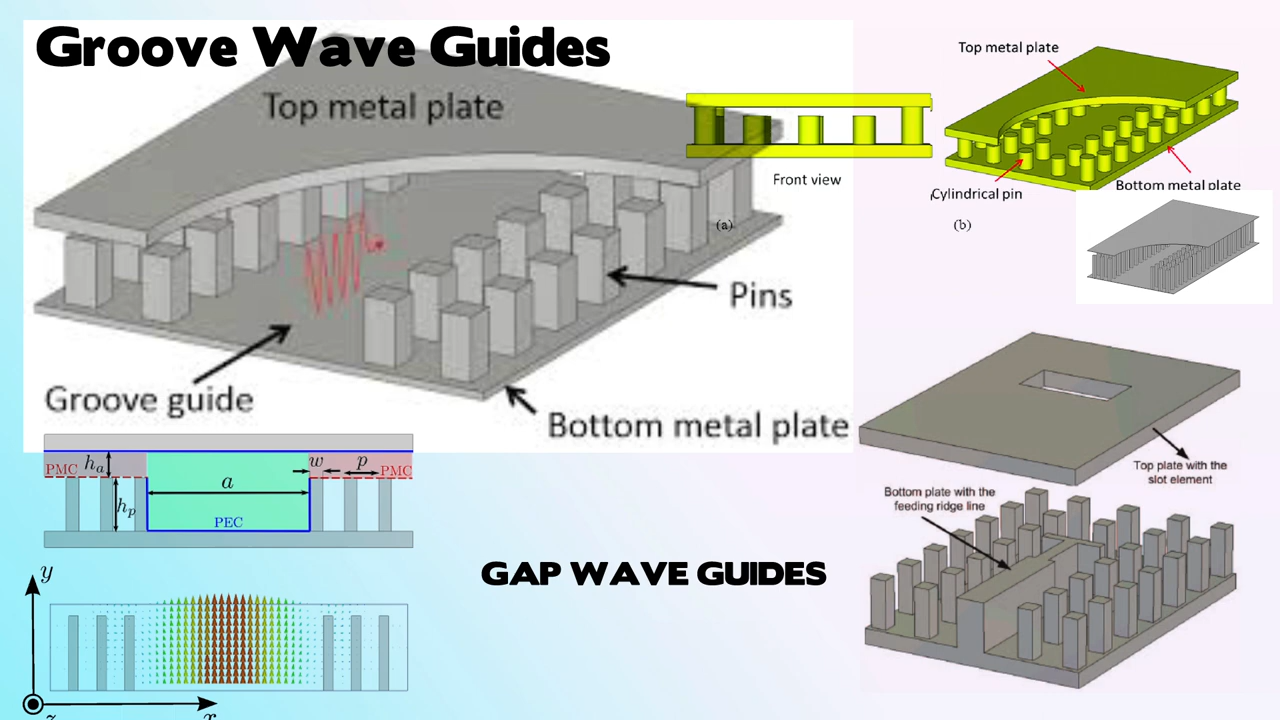 Groove Wave Guides
Top metal plate
Pins
Groove guide
Bottom metal plate
Front view
(a)
Top metal plate
Cylindrical pin
Bottom metal plate
(b)
PMC
h_a
w
p
PMC
a
h_p
PEC
y
x
z
GAP WAVE GUIDES
Top plate with the
slot element
Bottom plate with the
feeding ridge line